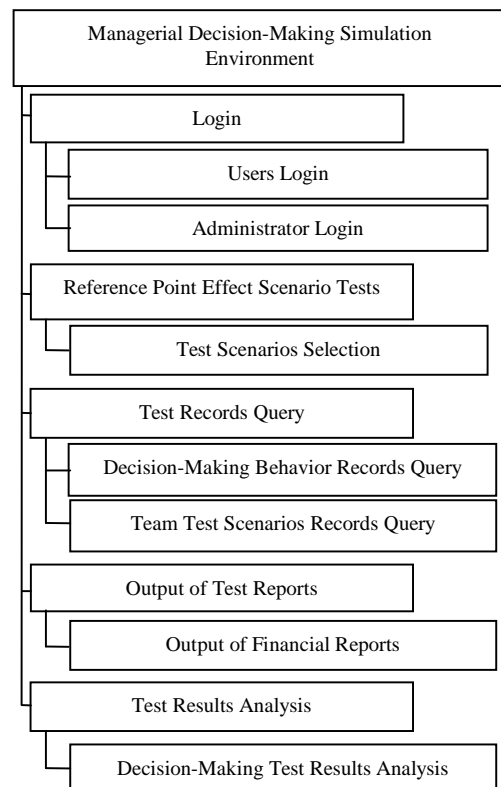 Managerial Decision-Making Simulation
Environment
Login
Users Login
Administrator Login
Reference Point Effect Scenario Tests
Test Scenarios Selection
Test Records Query
Decision-Making Behavior Records Query
Team Test Scenarios Records Query
Output of Test Reports
Output of Financial Reports
Test Results Analysis
Decision-Making Test Results Analysis